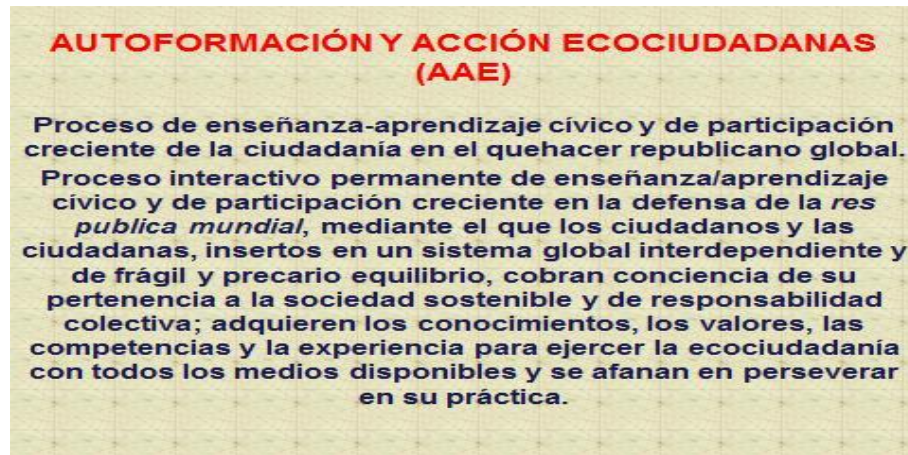 AUTOFORMACIÓN Y ACCIÓN ECOCIUDADANAS
(AAE)
Proceso de enseñanza-aprendizaje cívico y de participación
creciente de la ciudadanía en el quehacer republicano global.
Proceso interactivo permanente de enseñanza/aprendizaje
cívico y de participación creciente en la defensa de la res
publica mundial, mediante el que los ciudadanos y las
ciudadanas, insertos en un sistema global interdependiente y
de frágil y precario equilibrio, cobran conciencia de su
pertenencia a la sociedad sostenible y de responsabilidad
colectiva; adquieren los conocimientos, los valores, las
competencias y la experiencia para ejercer la ecociudadanía
con todos los medios disponibles y se afanan en perseverar
en su práctica.